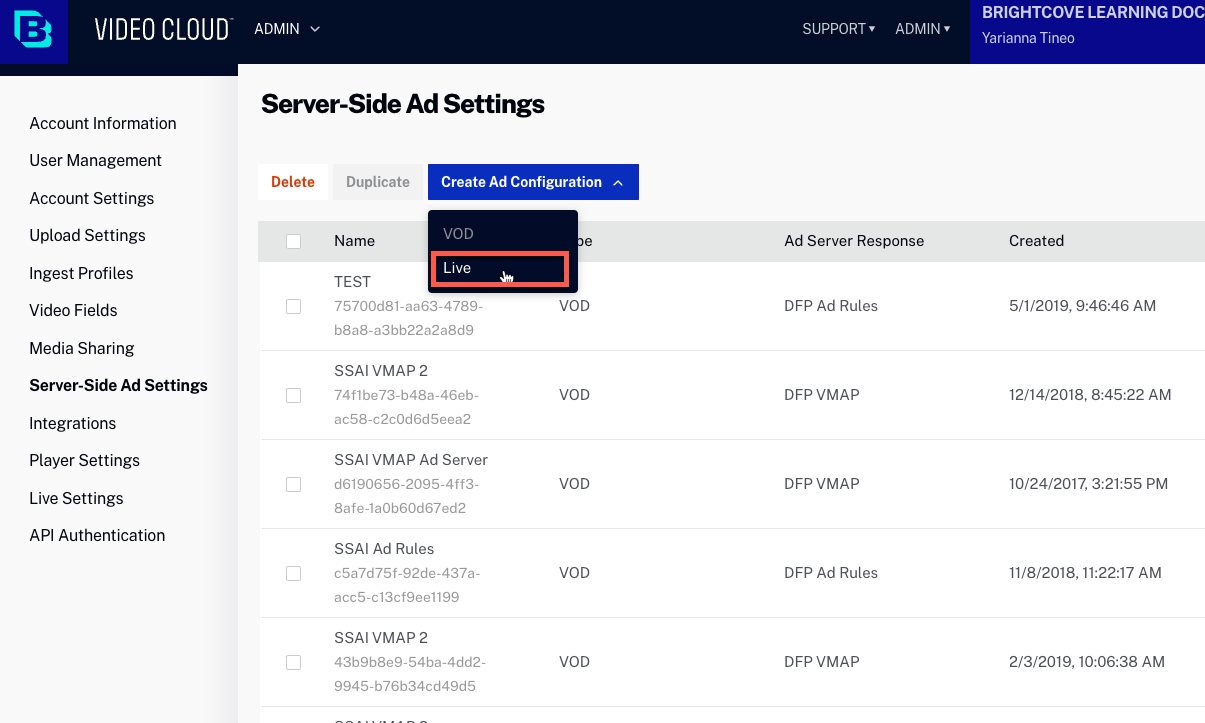 VIDEO CLOUD™ ADMIN SUPPORT▾ ADMIN▾ BRIGHTCOVE LEARNING DOC
Yarianna Tineo
Account Information
User Management
Account Settings
Upload Settings
Ingest Profiles
Video Fields
Media Sharing
Server-Side Ad Settings
Integrations
Player Settings
Live Settings
API Authentication
Server-Side Ad Settings
Delete Duplicate Create Ad Configuration
VOD
Live
Name Ad Server Response Created
TEST
75700d81-aa63-4789-
b8a8-a3bb22a2a8d9
VOD DFP Ad Rules 5/1/2019, 9:46:46 AM
SSAI VMAP 2
74f1be73-b48a-46eb-
ac58-c2c0d6d5eea2
VOD DFP VMAP 12/14/2018, 8:45:22 AM
SSAI VMAP Ad Server
d6190656-2095-4ff3-
8afe-1a0b60d67ed2
VOD DFP VMAP 10/24/2017, 3:21:55 PM
SSAI Ad Rules
c5a7d75f-92de-437a-
acc5-c13cf9ee1199
VOD DFP Ad Rules 11/8/2018, 11:22:17 AM
SSAI VMAP 2
43b9b8e9-54ba-4dd2-
9945-b76b34cd49d5
VOD DFP VMAP 2/3/2019, 10:06:38 AM